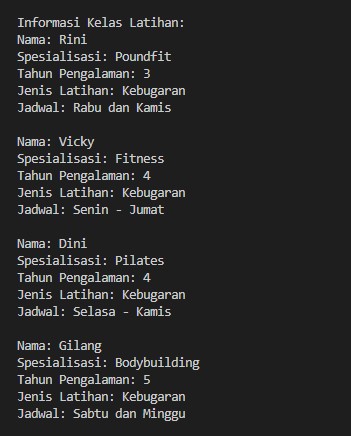 Informasi Kelas Latihan:
Nama: Rini
Spesialisasi: Poundfit
Tahun Pengalaman: 3
Jenis Latihan: Kebugaran
Jadwal: Rabu dan Kamis
Nama: Vicky
Spesialisasi: Fitness
Tahun Pengalaman: 4
Jenis Latihan: Kebugaran
Jadwal: Senin - Jumat
Nama: Dini
Spesialisasi: Pilates
Tahun Pengalaman: 4
Jenis Latihan: Kebugaran
Jadwal: Selasa - Kamis
Nama: Gilang
Spesialisasi: Bodybuilding
Tahun Pengalaman: 5
Jenis Latihan: Kebugaran
Jadwal: Sabtu dan Minggu